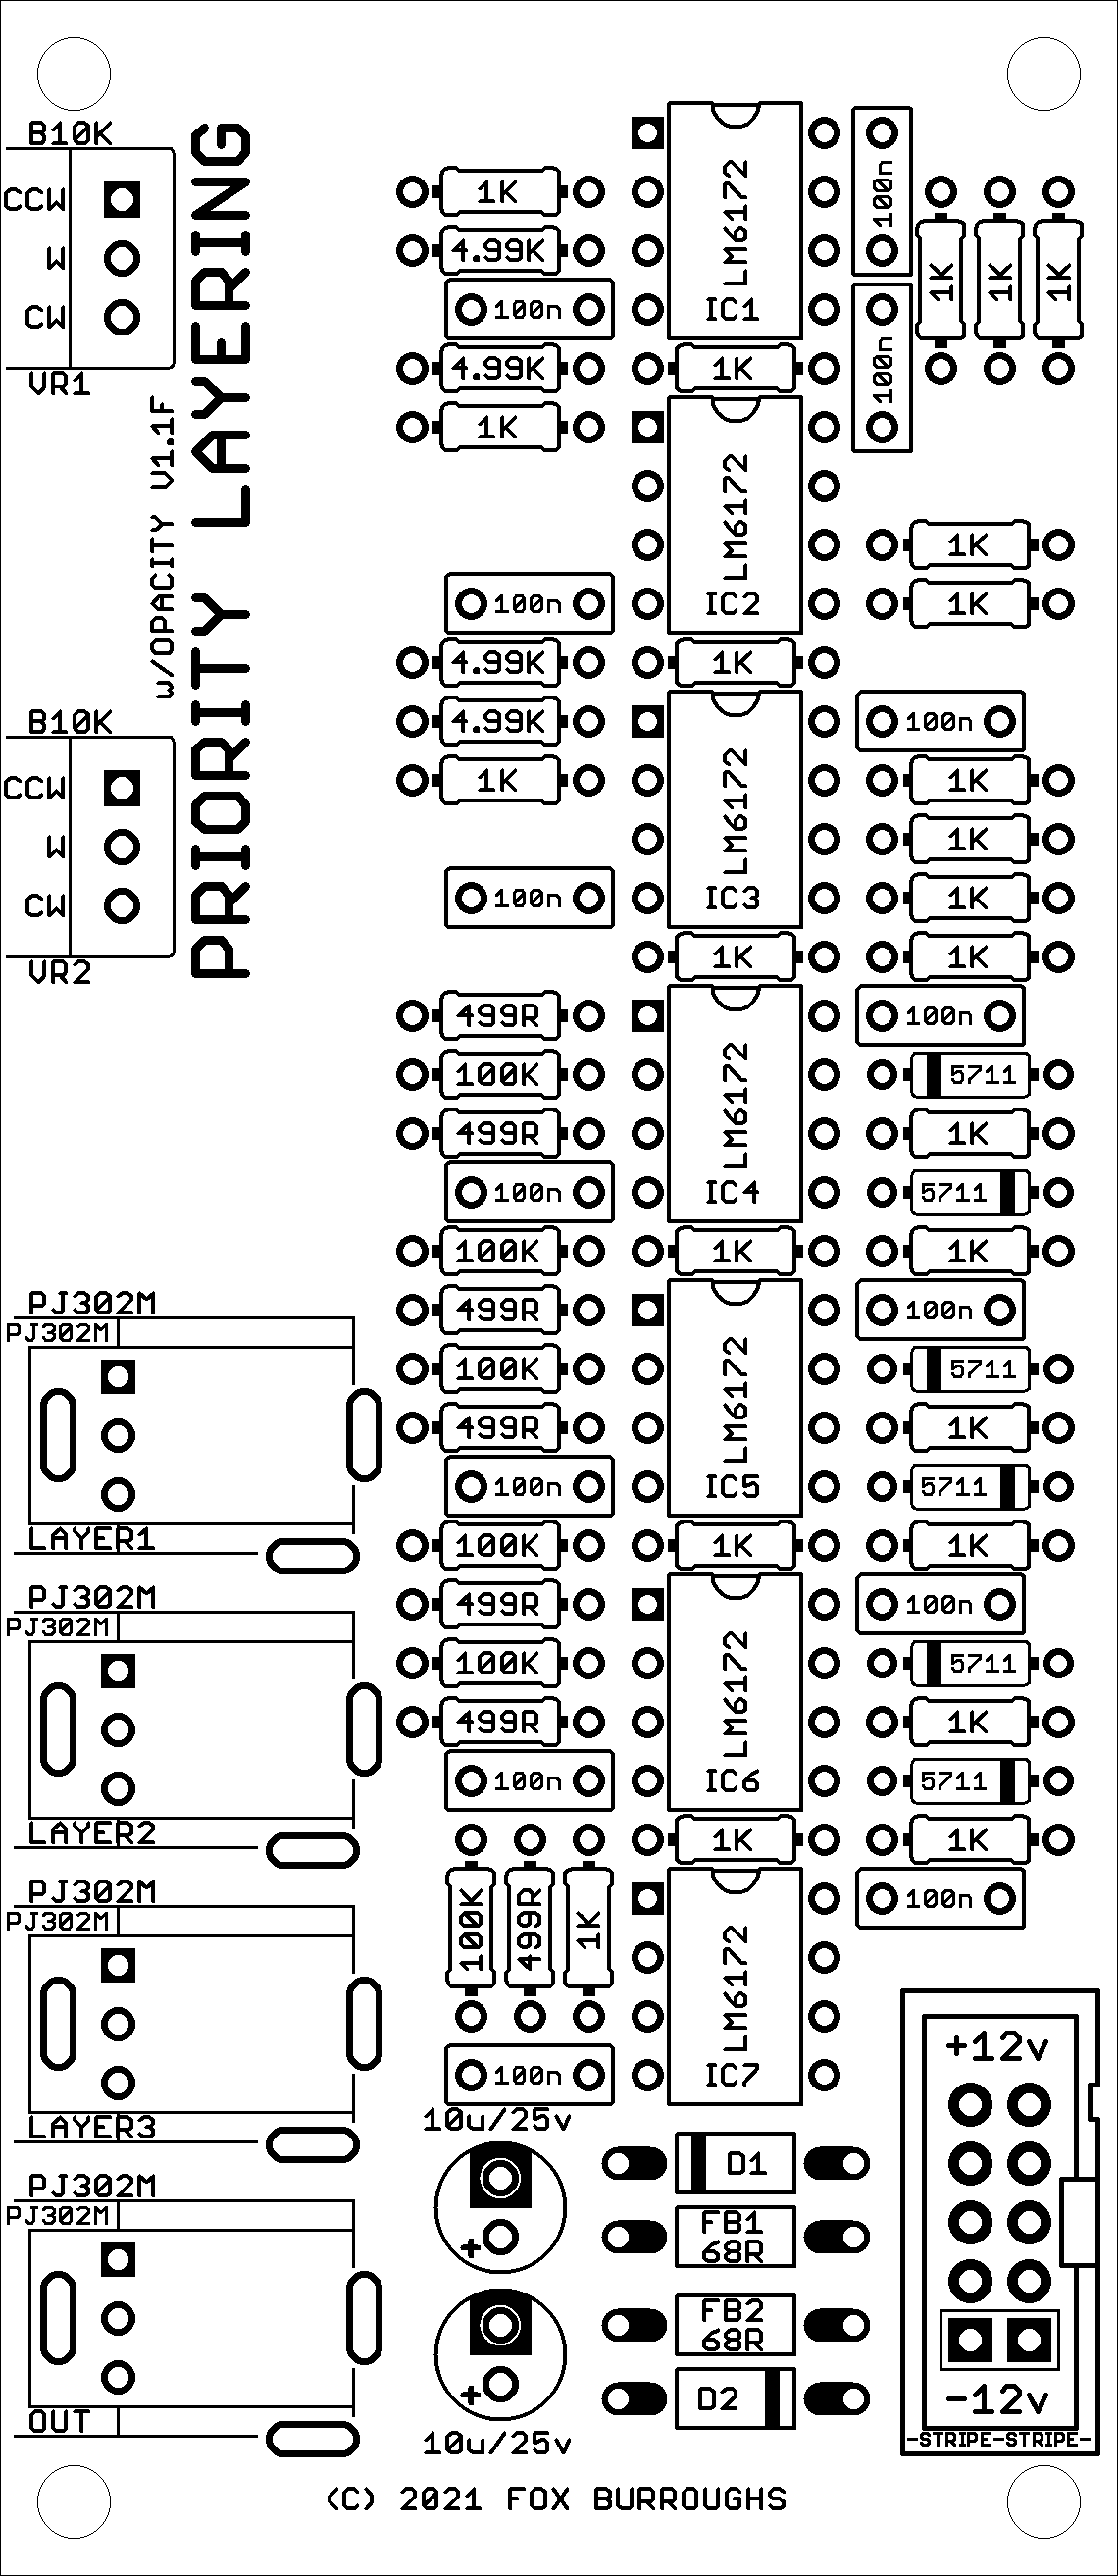 B10K
CCW
W
CW
VR1
PRIORITY LAYERING
w/OPACITY V1.1F
B10K
CCW
W
CW
VR2
1K
4.99K
100n
4.99K
1K
100n
4.99K
4.99K
1K
100n
499R
100K
499R
100n
100K
499R
100K
499R
100n
100K
499R
100K
499R
100n
100K
499R
1K
100n
LM6172
IC1
1K
LM6172
IC2
1K
LM6172
IC3
1K
LM6172
IC4
1K
LM6172
IC5
1K
LM6172
IC6
1K
LM6172
IC7
100n
100n
1K
1K
1K
1K
1K
100n
1K
1K
1K
1K
100n
5711
1K
5711
1K
100n
5711
1K
5711
1K
100n
5711
1K
5711
1K
100n
PJ302M
PJ302M
LAYER1
PJ302M
PJ302M
LAYER2
PJ302M
PJ302M
LAYER3
PJ302M
PJ302M
OUT
10u/25v
+
+
10u/25v
D1
FB1
68R
FB2
68R
D2
+12v
-12v
-STRIPE-STRIPE-
(C) 2021 FOX BURROUGHS